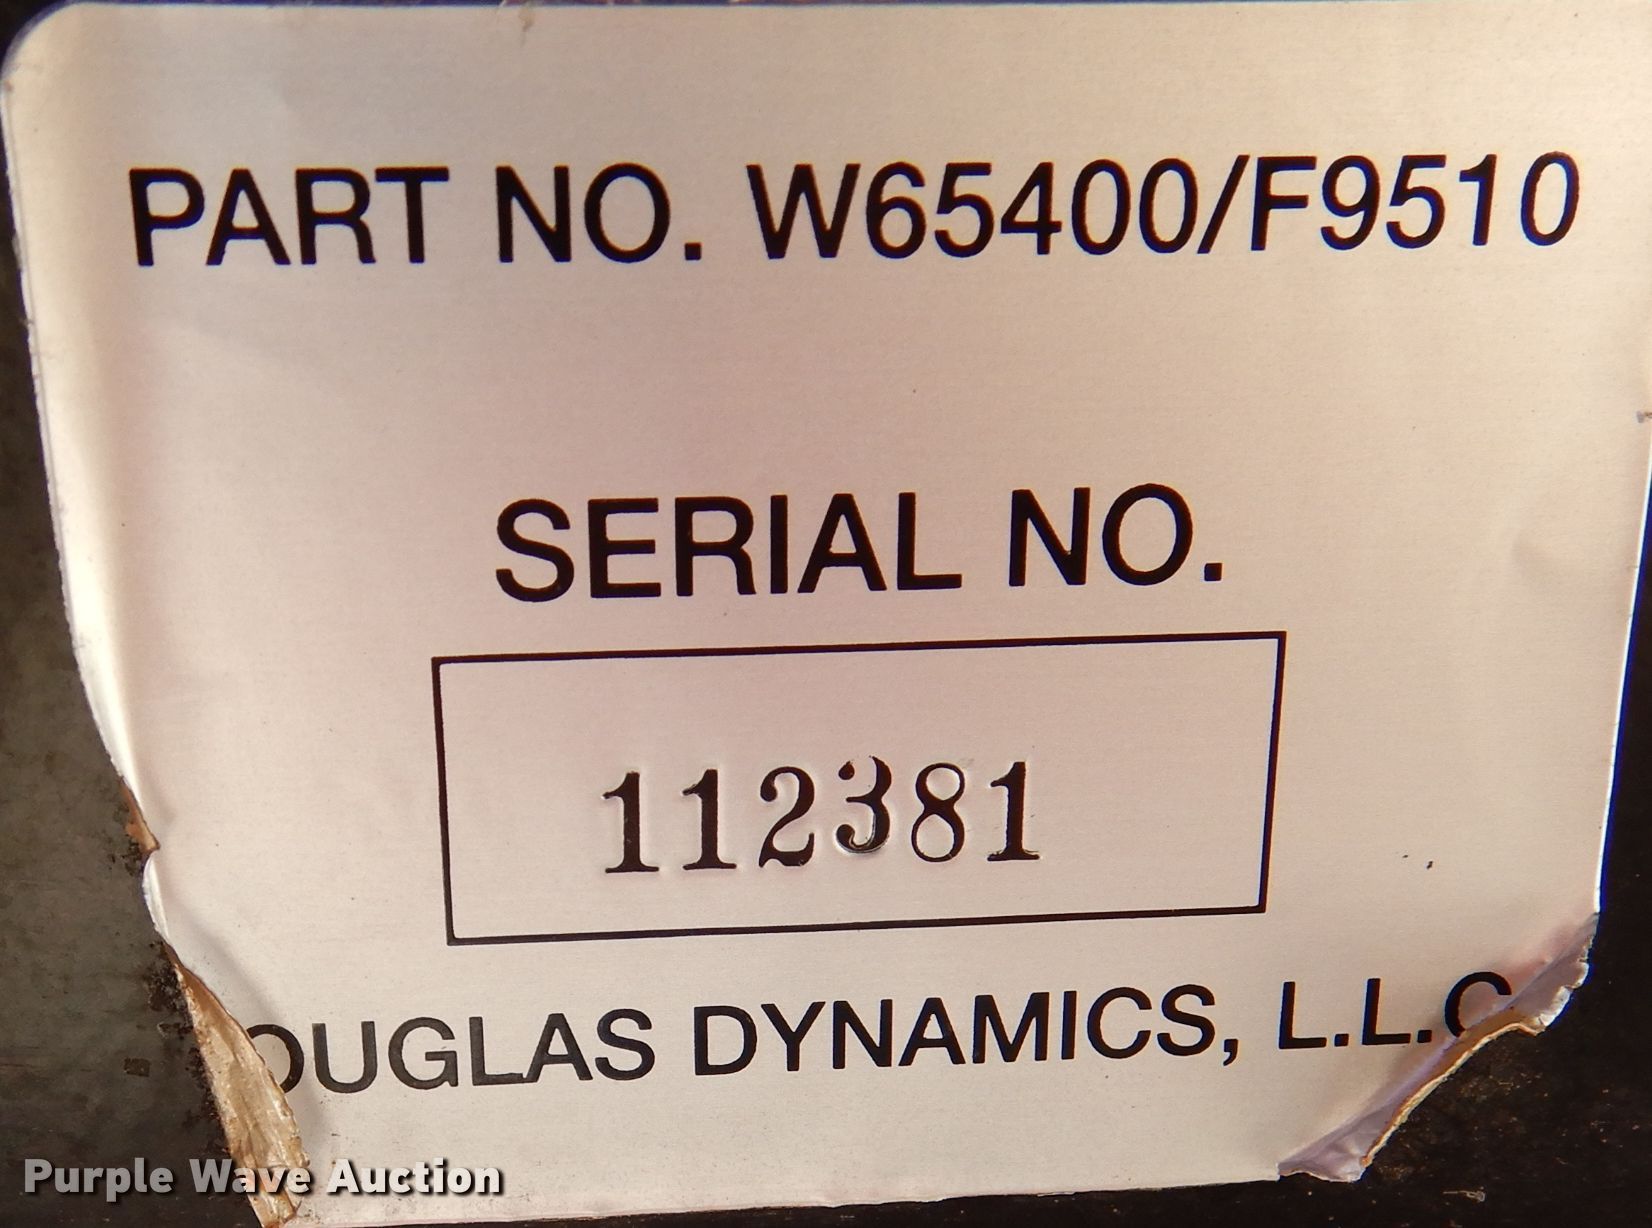 PART NO. W65400/F9510
SERIAL NO.
112381
OUGLAS DYNAMICS, L.L.C
Purple Wave Auction